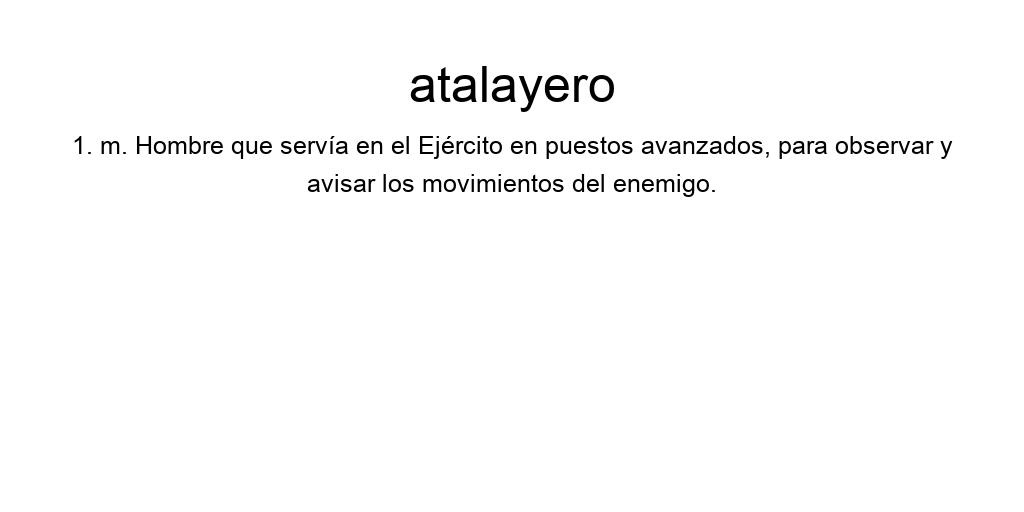 atalayero
1. m. Hombre que servía en el Ejército en puestos avanzados, para observar y
avisar los movimientos del enemigo.